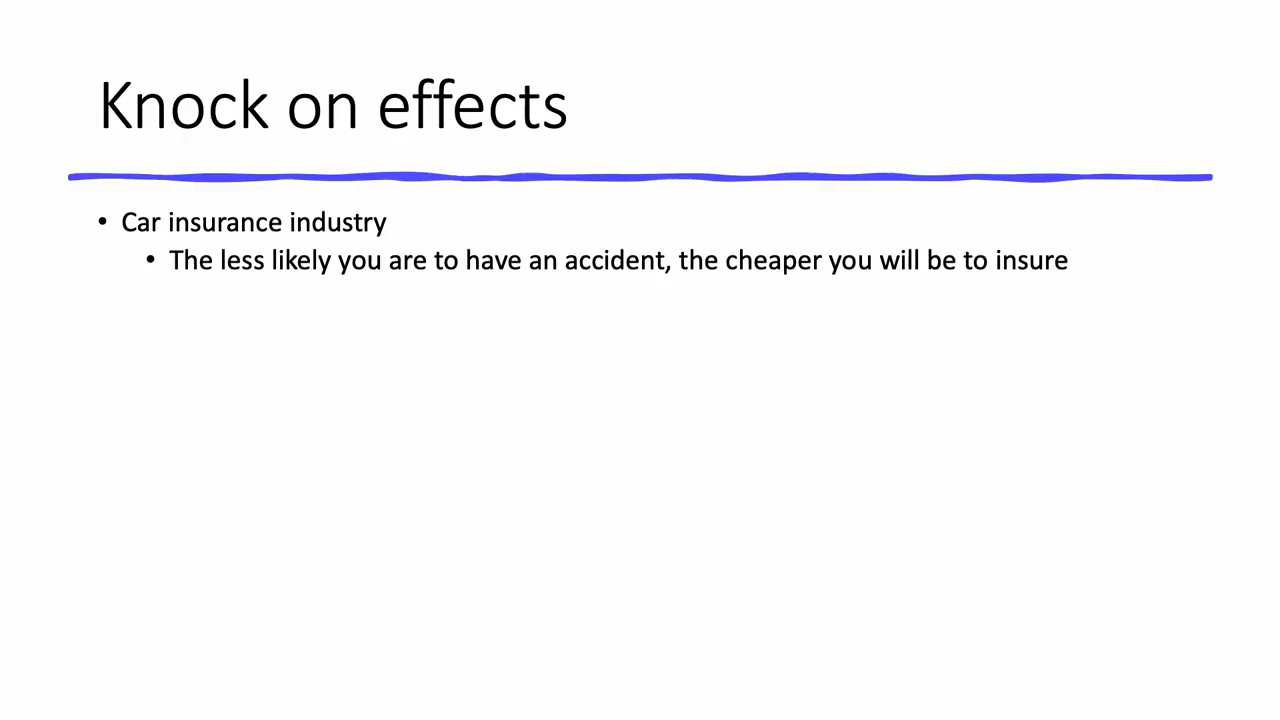 Knock on effects
• Car insurance industry
• The less likely you are to have an accident, the cheaper you will be to insure